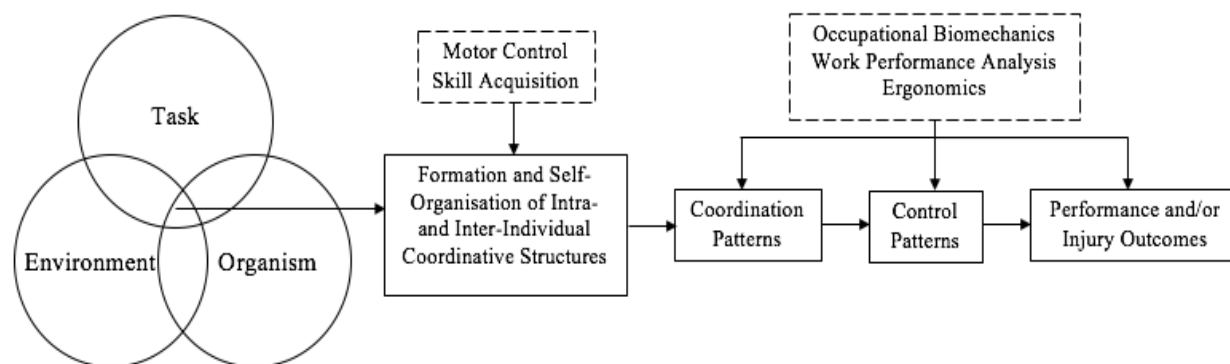 Task
Environment
Organism
Motor Control
Skill Acquisition
Formation and Self-
Organisation of Intra-
and Inter-Individual
Coordinative Structures
Occupational Biomechanics
Work Performance Analysis
Ergonomics
Coordination
Patterns
Control
Patterns
Performance and/or
Injury Outcomes